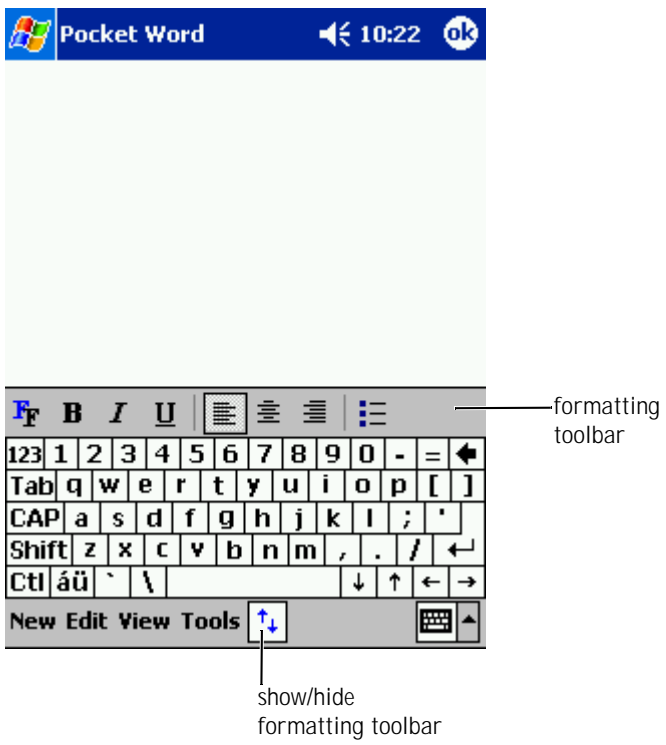 Pocket Word 10:22 ok
FF B I U
formatting
toolbar
123 1 2 3 4 5 6 7 8 9 0 - = 🡸
Tab q w e r t y u i o p [ ]
CAP a s d f g h j k l ; '
Shift z x c v b n m , . / ↵
Ctl áü ` \ ↓ ↑ ← →
New Edit View Tools
show/hide
formatting toolbar